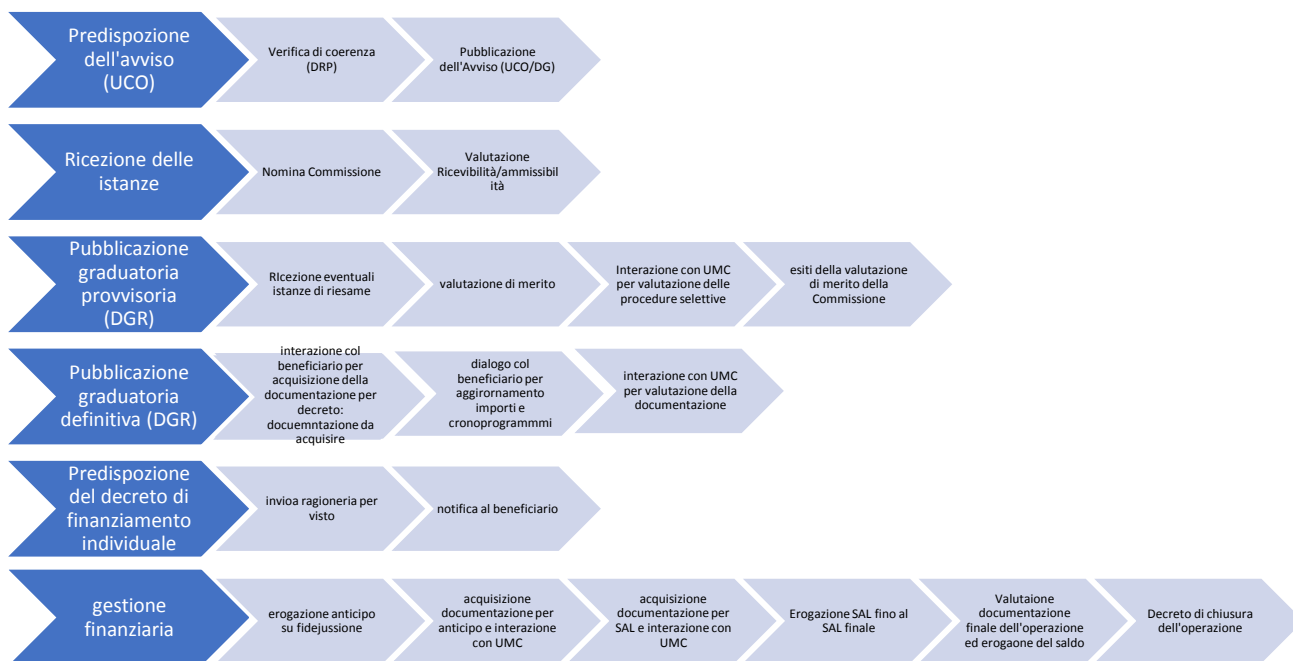 Predispozione
dell'avviso
(UCO)
Verifica di coerenza
(DRP)
Pubblicazione
dell'Avviso (UCO/DG)
Ricezione delle
istanze
Nomina Commissione
Valutazione
Ricevibilità/ammissibil
ità
Pubblicazione
graduatoria
provvisoria
(DGR)
RIcezione eventuali
istanze di riesame
valutazione di merito
Interazione con UMC
per valutazione delle
procedure selettive
esiti della valutazione
di merito della
Commissione
Pubblicazione
graduatoria
definitiva (DGR)
interazione col
beneficiario per
acquisizione della
documentazione per
decreto:
docuemntazione da
acquisire
dialogo col
beneficiario per
aggirornamento
importi e
cronoprogrammmi
interazione con UMC
per valutazione della
documentazione
Predispozione
del decreto di
finanziamento
individuale
invioa ragioneria per
visto
notifica al beneficiario
gestione
finanziaria
erogazione anticipo
su fidejussione
acquisizione
documentazione per
anticipo e interazione
con UMC
acquisizione
documentazione per
SAL e interazione con
UMC
Erogazione SAL fino al
SAL finale
Valutaione
documentazione
finale dell'operazione
ed erogaone del saldo
Decreto di chiusura
dell'operazione